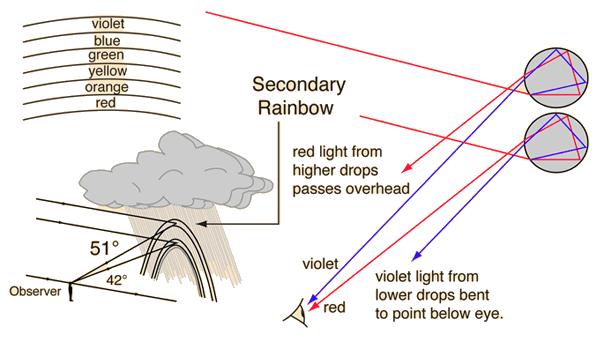 violet
blue
green
yellow
orange
red
Secondary
Rainbow
red light from
higher drops
passes overhead
51°
42°
Observer
violet
red
violet light from
lower drops bent
to point below eye.